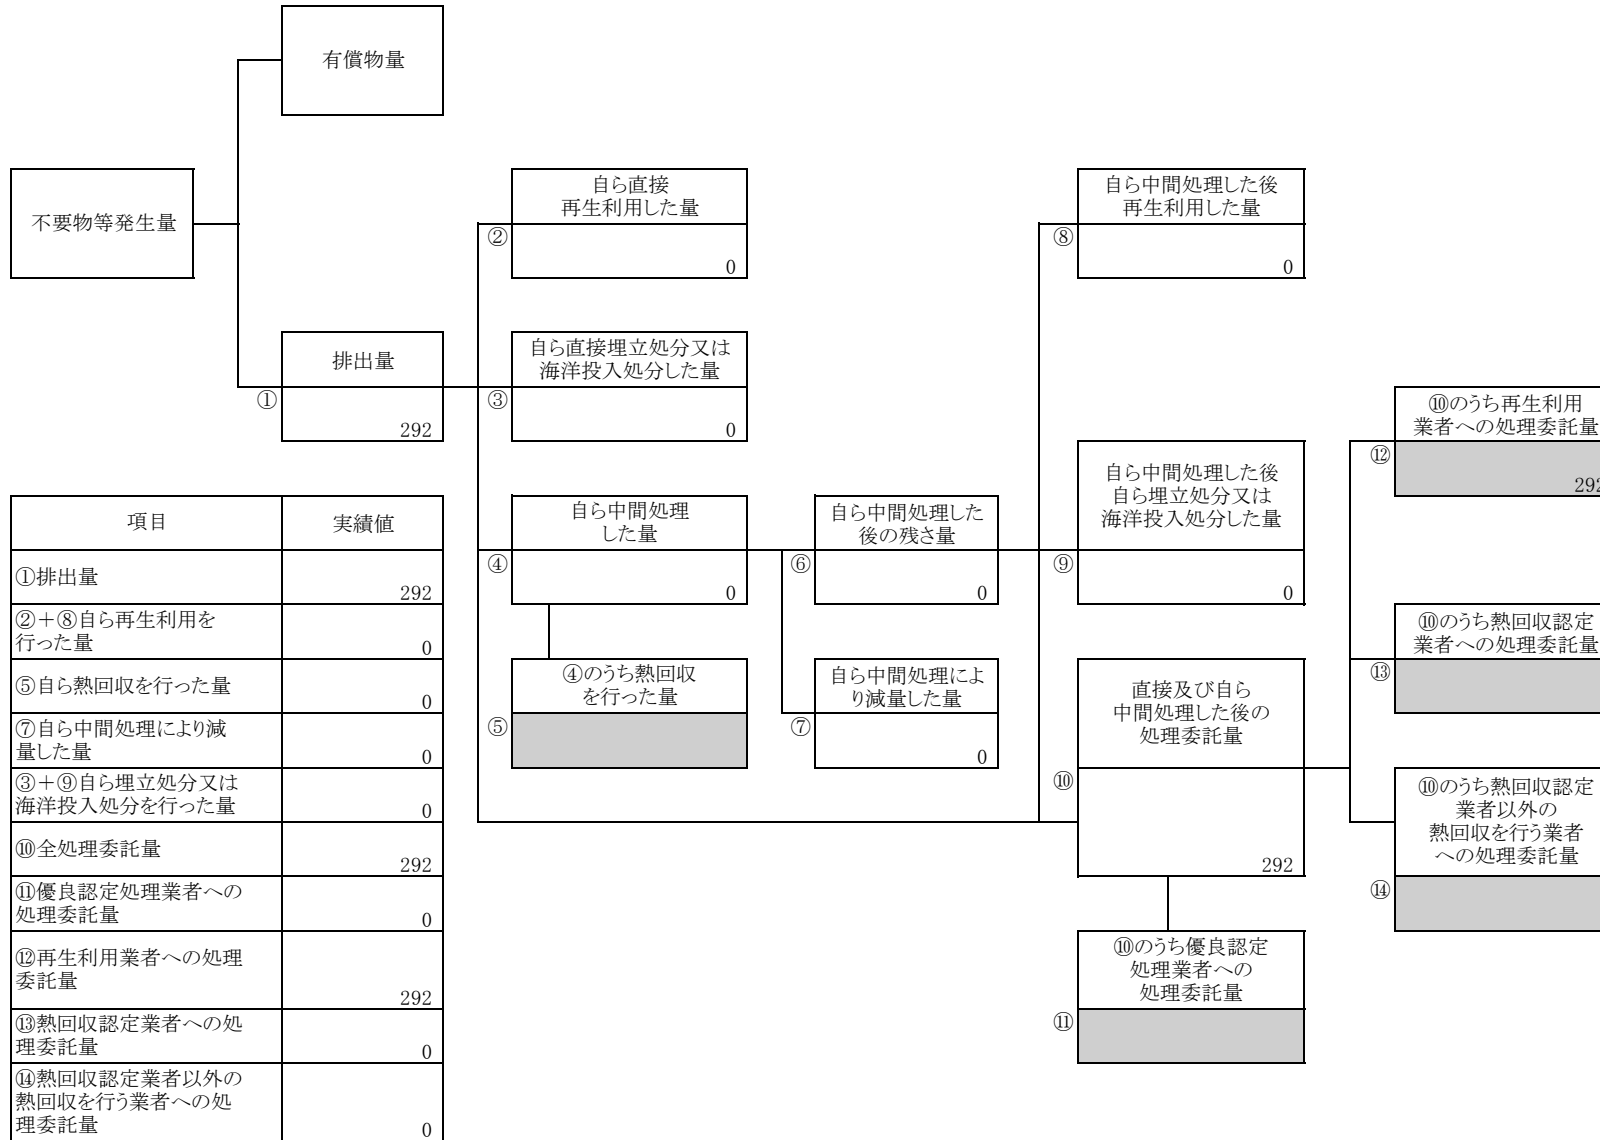 有償物量
不要物等発生量
自ら直接
再生利用した量
②
0
自ら中間処理した後
再生利用した量
⑧
0
排出量
①
292
自ら直接埋立処分又は
海洋投入処分した量
③
0
自ら中間処理した後
自ら埋立処分又は
海洋投入処分した量
⑨
0
⑩のうち再生利用
業者への処理委託量
⑫
292
自ら中間処理
した量
④
0
自ら中間処理した
後の残さ量
⑥
0
⑩のうち熱回収認定
業者への処理委託量
⑬
④のうち熱回収
を行った量
⑤
自ら中間処理によ
り減量した量
⑦
0
直接及び自ら
中間処理した後の
処理委託量
⑩
292
⑩のうち熱回収認定
業者以外の
熱回収を行う業者
への処理委託量
⑭
⑩のうち優良認定
処理業者への
処理委託量
⑪
項目 実績値
①排出量
292
②+⑧自ら再生利用を
行った量
0
⑤自ら熱回収を行った量
0
⑦自ら中間処理により減
量した量
0
③+⑨自ら埋立処分又は
海洋投入処分を行った量
0
⑩全処理委託量
292
⑪優良認定処理業者への
処理委託量
0
⑫再生利用業者への処理
委託量
292
⑬熱回収認定業者への処
理委託量
0
⑭熱回収認定業者以外の
熱回収を行う業者への処
理委託量
0